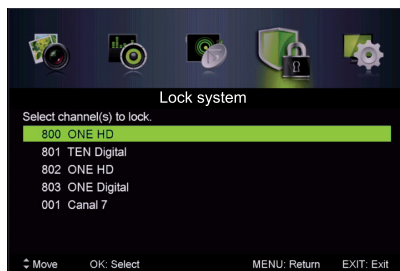 Lock system
Select channel(s) to lock.
800 ONE HD
801 TEN Digital
802 ONE HD
803 ONE Digital
001 Canal 7
Move OK: Select MENU: Return EXIT: Exit